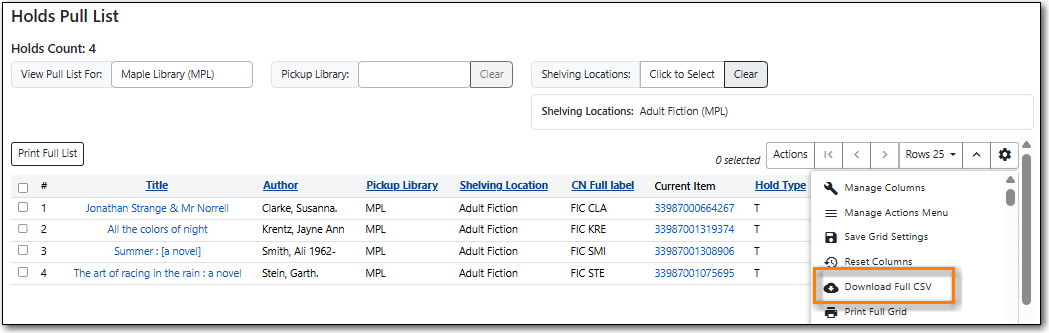 Holds Pull List
Holds Count: 4
View Pull List For: Maple Library (MPL) Pickup Library: Clear Shelving Locations: Click to Select Clear
Shelving Locations: Adult Fiction (MPL)
Print Full List 0 selected Actions Rows 25
# Title Author Pickup Library Shelving Location CN Full label Current Item Hold Type
1 Jonathan Strange & Mr Norrell Clarke, Susanna. MPL Adult Fiction FIC CLA 33987000664267 T
2 All the colors of night Krentz, Jayne Ann MPL Adult Fiction FIC KRE 33987001319374 T
3 Summer : [a novel] Smith, Ali 1962- MPL Adult Fiction FIC SMI 33987001308906 T
4 The art of racing in the rain : a novel Stein, Garth. MPL Adult Fiction FIC STE 33987001075695 T
Manage Columns
Manage Actions Menu
Save Grid Settings
Reset Columns
Download Full CSV
Print Full Grid